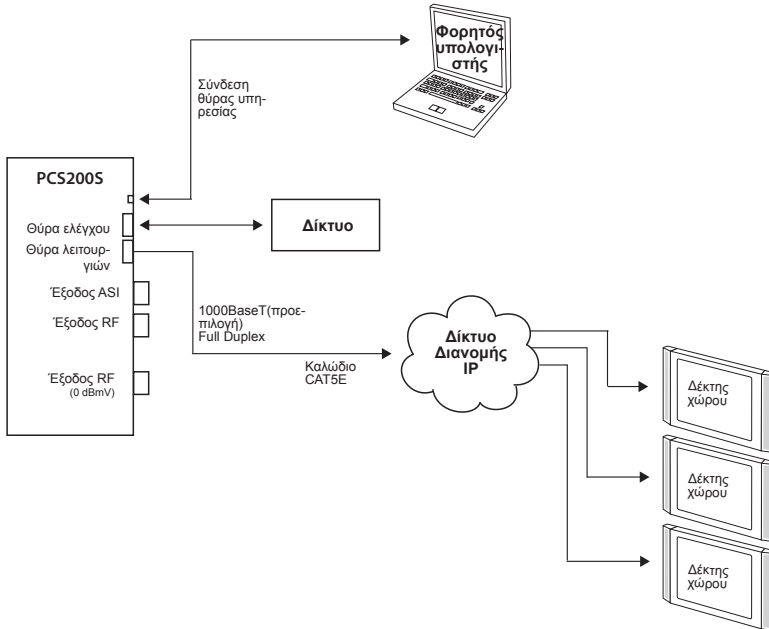 Φορητός
υπολογι-
στής
Σύνδεση
θύρας υπη-
ρεσίας
PCS200S
Θύρα ελέγχου
Δίκτυο
Θύρα λειτουρ-
γιών
Έξοδος ASI
Έξοδος RF
1000BaseT(προε-
πιλογή)
Full Duplex
Έξοδος RF
(0 dBmV)
Καλώδιο
CAT5E
Δίκτυο
Διανομής
IP
Δέκτης
χώρου
Δέκτης
χώρου
Δέκτης
χώρου